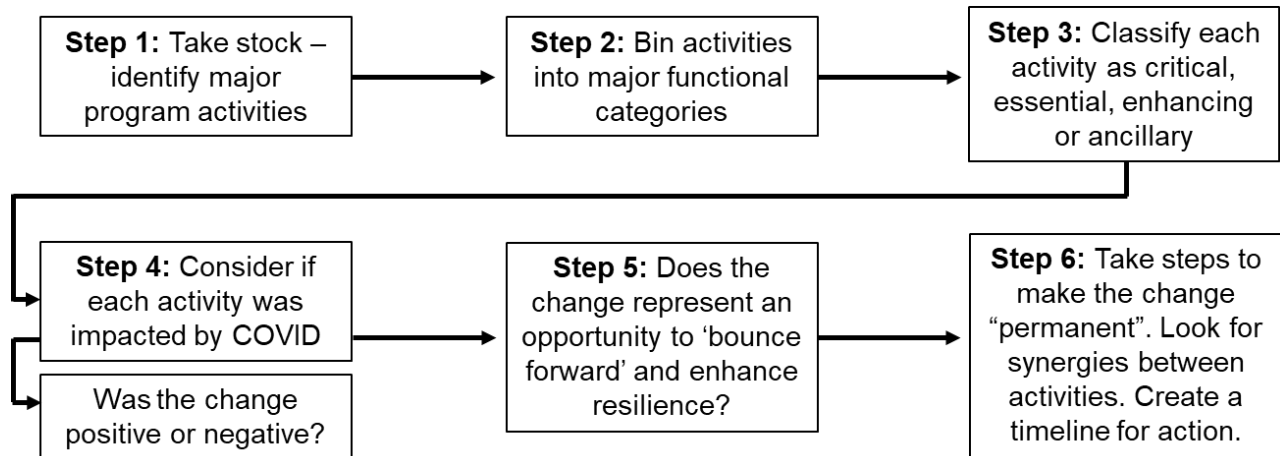 Step 1: Take stock –
identify major
program activities
Step 2: Bin activities
into major functional
categories
Step 3: Classify each
activity as critical,
essential, enhancing
or ancillary
Step 4: Consider if
each activity was
impacted by COVID
Was the change
positive or negative?
Step 5: Does the
change represent an
opportunity to ‘bounce
forward’ and enhance
resilience?
Step 6: Take steps to
make the change
“permanent”. Look for
synergies between
activities. Create a
timeline for action.